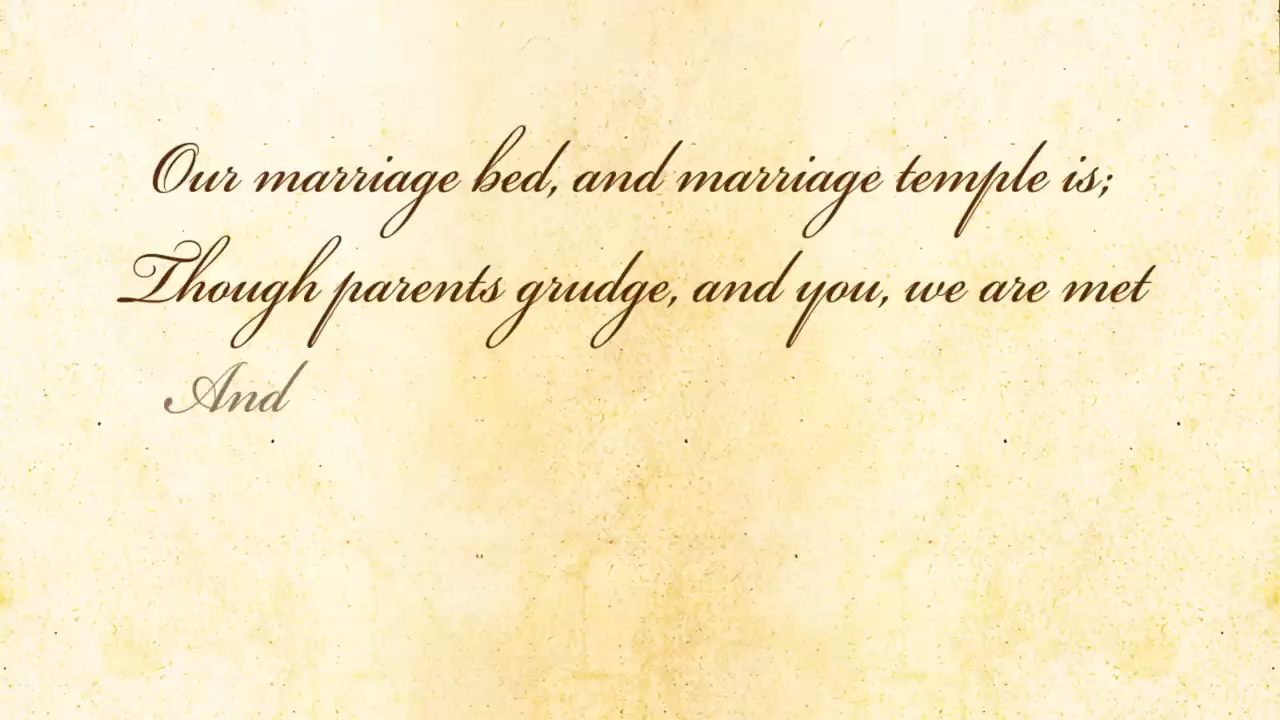 Our marriage bed, and marriage temple is;
Though parents grudge, and you, we are met
And